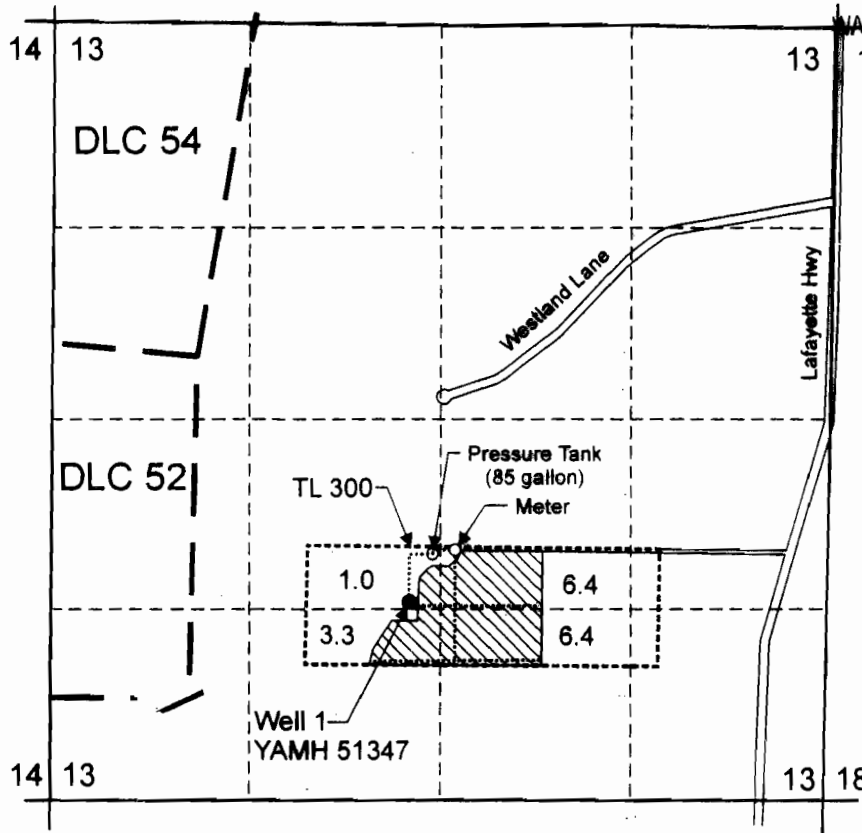 14 13
13
DLC 54
Westland Lane
Lafayette Hwy
DLC 52
Pressure Tank
(85 gallon)
TL 300
Meter
1.0
6.4
3.3
6.4
Well 1
YAMH 51347
14 13
13 18